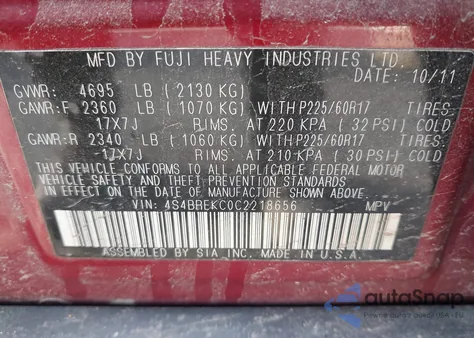 MFD BY FUJI HEAVY INDUSTRIES LTD.
DATE: 10/11
GVWR: 4695 LB (2130 KG)
GAWR:F 2360 LB (1070 KG) WITH P225/60R17 TIRES.
17X7J RIMS. AT 220 KPA (32 PSI) COLD
GAWR:R 2340 LB (1060 KG) WITH P225/60R17 TIRES.
17X7J RIMS. AT 210 KPA (30 PSI) COLD
THIS VEHICLE CONFORMS TO ALL APPLICABLE FEDERAL MOTOR
VEHICLE SAFETY AND THEFT PREVENTION STANDARDS
IN EFFECT ON THE DATE OF MANUFACTURE SHOWN ABOVE.
VIN: 4S4BREKC0C2218656 MPV
ASSEMBLED BY SIA INC. MADE IN U.S.A.
autoSnap